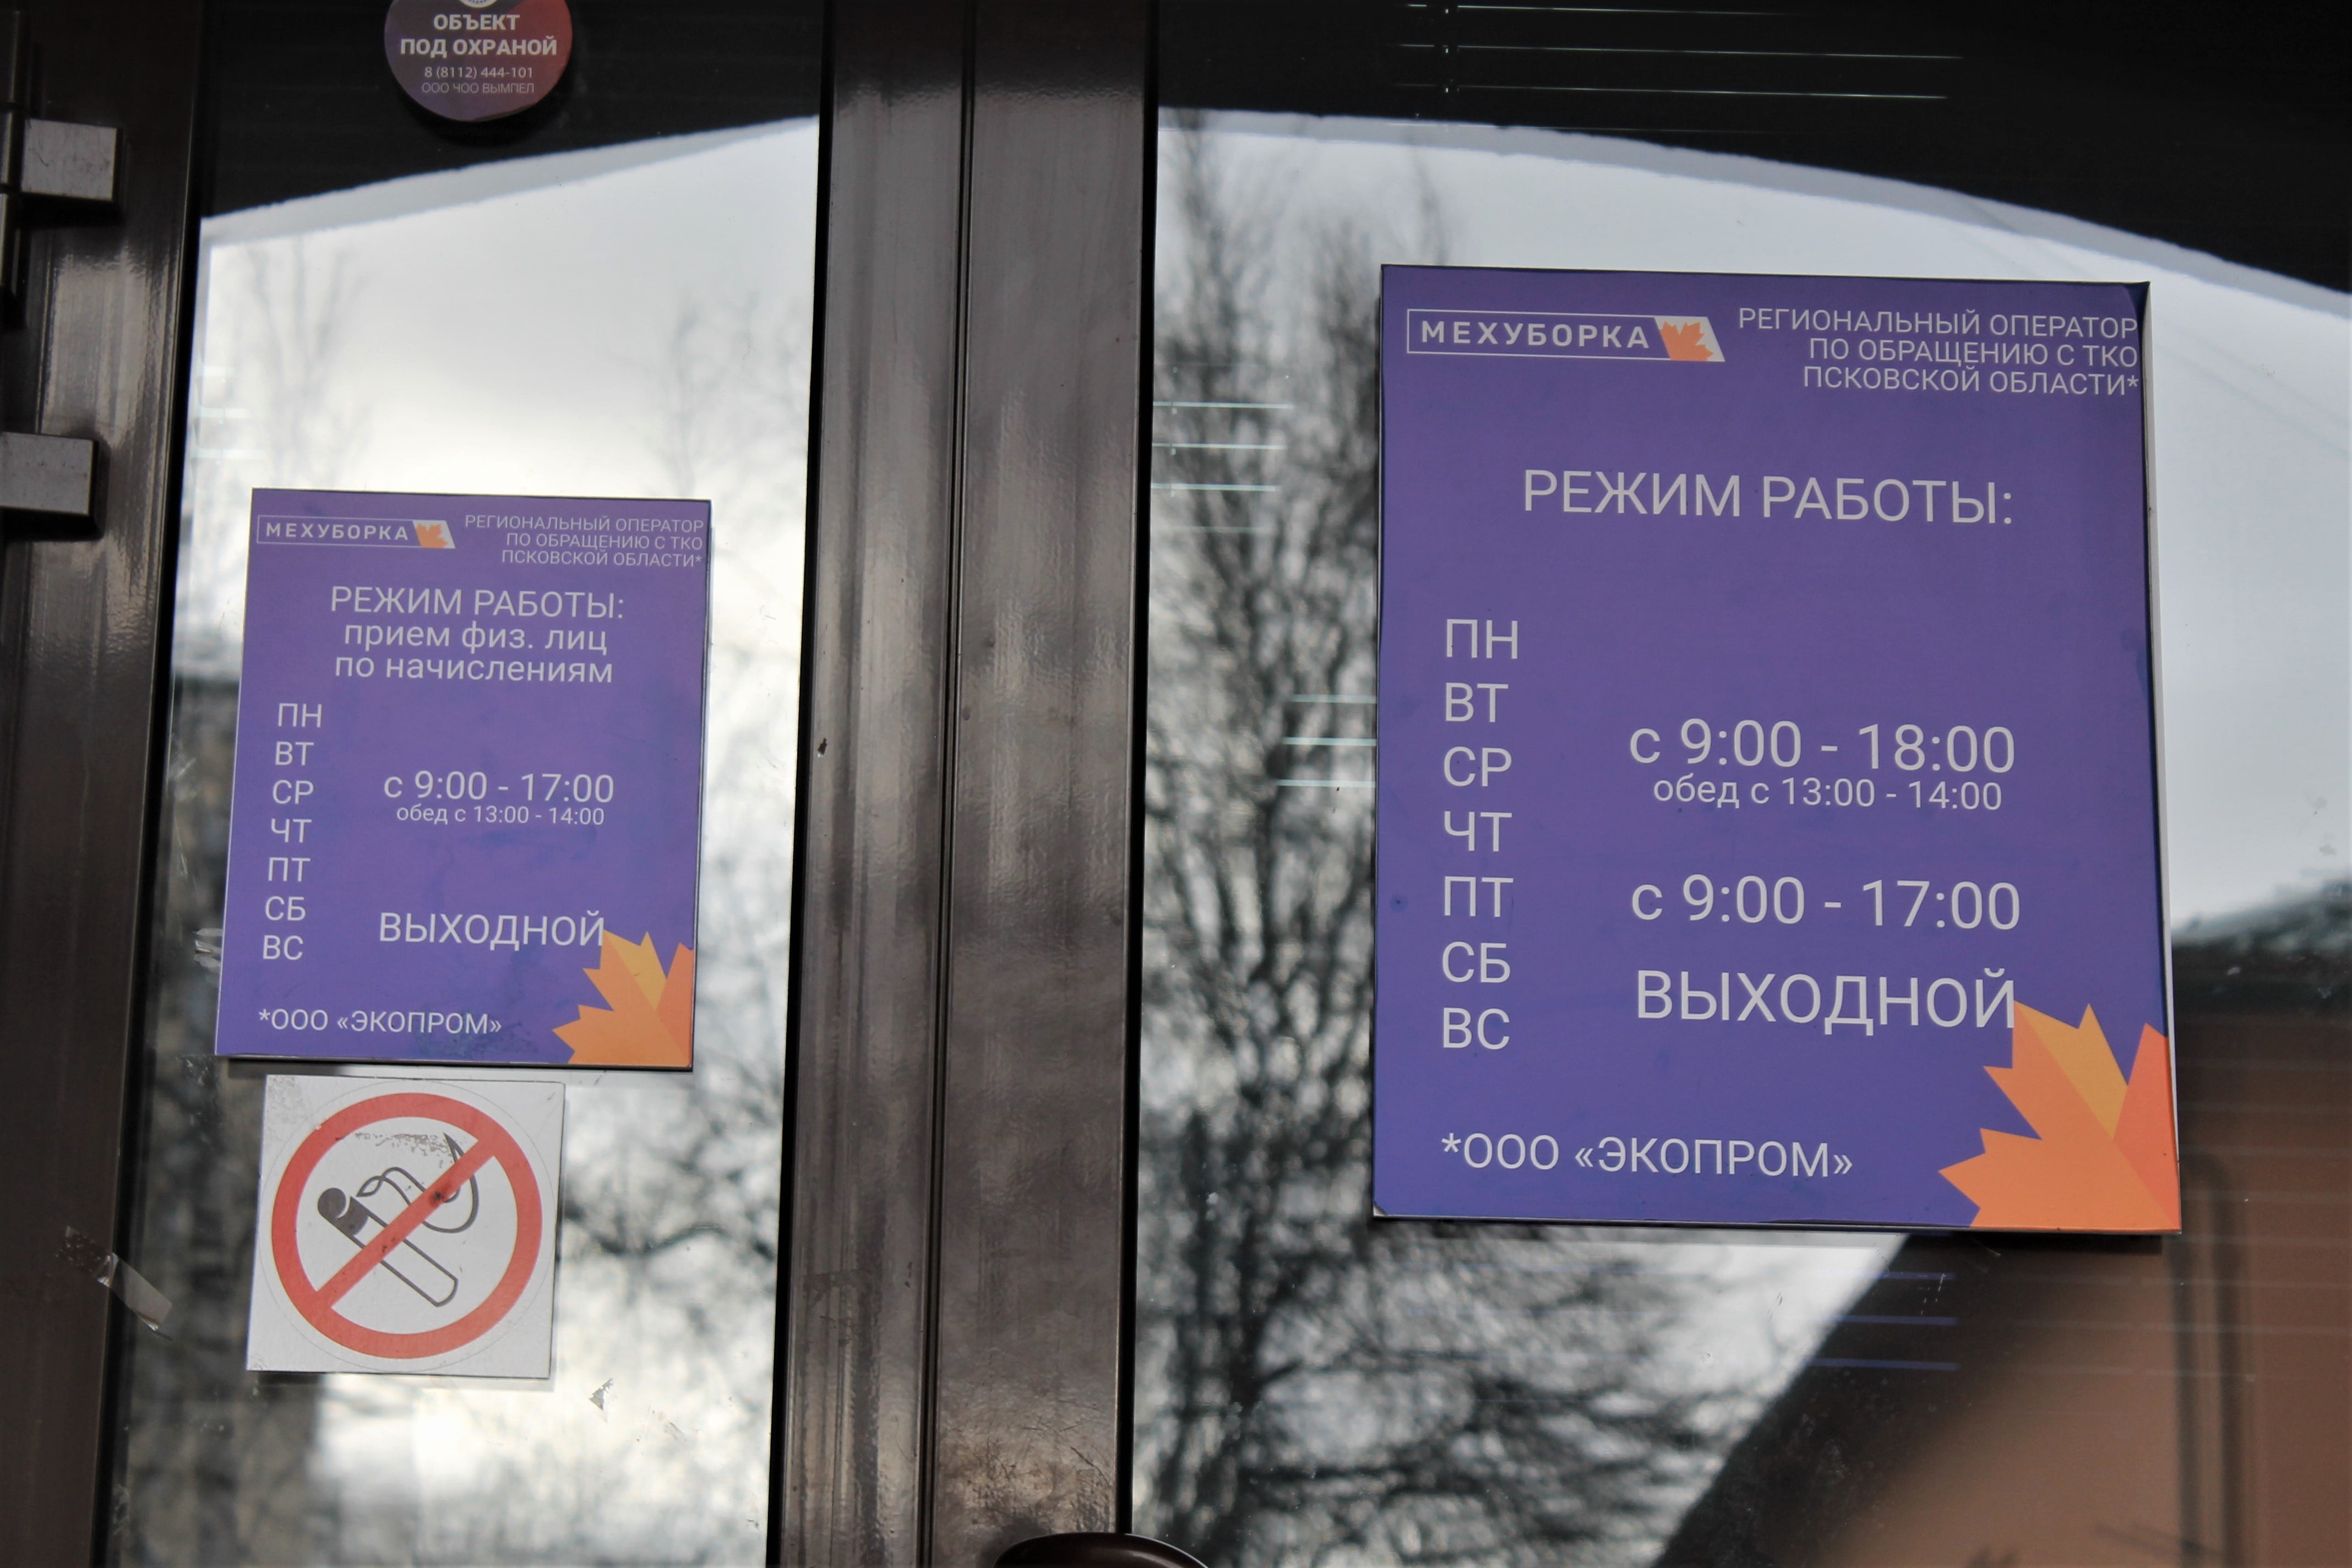 ОБЪЕКТ
ПОД ОХРАНОЙ
8 (8112) 444-101
ООО ЧОО ВЫМПЕЛ
МЕХУБОРКА
РЕГИОНАЛЬНЫЙ ОПЕРАТОР
ПО ОБРАЩЕНИЮ С ТКО
ПСКОВСКОЙ ОБЛАСТИ*
РЕЖИМ РАБОТЫ:
прием физ. лиц
по начислениям
ПН
ВТ
СР
ЧТ
ПТ
СБ
ВС
с 9:00 - 17:00
обед с 13:00 - 14:00
ВЫХОДНОЙ
*ООО «ЭКОПРОМ»
МЕХУБОРКА
РЕГИОНАЛЬНЫЙ ОПЕРАТОР
ПО ОБРАЩЕНИЮ С ТКО
ПСКОВСКОЙ ОБЛАСТИ*
РЕЖИМ РАБОТЫ:
ПН
ВТ
СР
ЧТ
ПТ
СБ
ВС
с 9:00 - 18:00
обед с 13:00 - 14:00
с 9:00 - 17:00
ВЫХОДНОЙ
*ООО «ЭКОПРОМ»